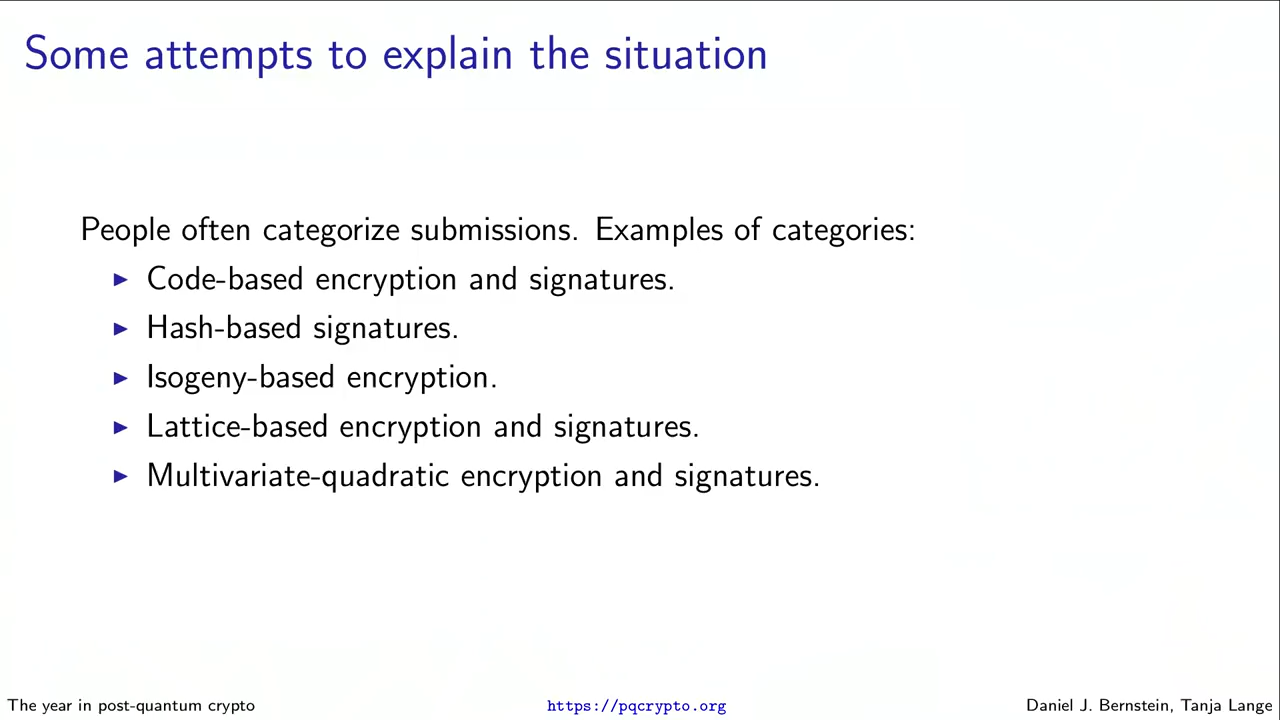 Some attempts to explain the situation
People often categorize submissions. Examples of categories:
▶ Code-based encryption and signatures.
▶ Hash-based signatures.
▶ Isogeny-based encryption.
▶ Lattice-based encryption and signatures.
▶ Multivariate-quadratic encryption and signatures.
The year in post-quantum crypto https://pqcrypto.org Daniel J. Bernstein, Tanja Lange